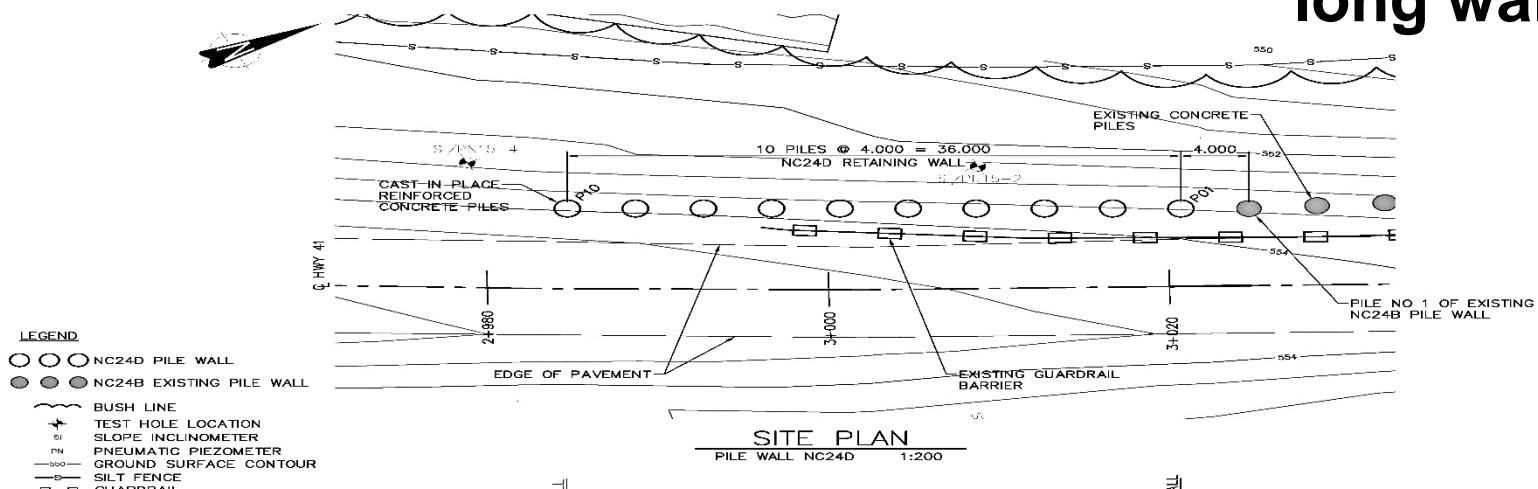 long wal
550
EXISTING CONCRETE
PILES
10 PILES @ 4.000 = 36.000
4.000
552
NC24D RETAINING WALL
CAST IN PLACE
REINFORCED
CONCRETE PILES
P10
P01
554
℄ HWY 41
2+980
3+000
3+020
PILE NO 1 OF EXISTING
NC24B PILE WALL
EDGE OF PAVEMENT
EXISTING GUARDRAIL
BARRIER
554
LEGEND
NC24D PILE WALL
NC24B EXISTING PILE WALL
BUSH LINE
TEST HOLE LOCATION
SI SLOPE INCLINOMETER
PN PNEUMATIC PIEZOMETER
550 GROUND SURFACE CONTOUR
S SILT FENCE
SITE PLAN
PILE WALL NC24D 1:200